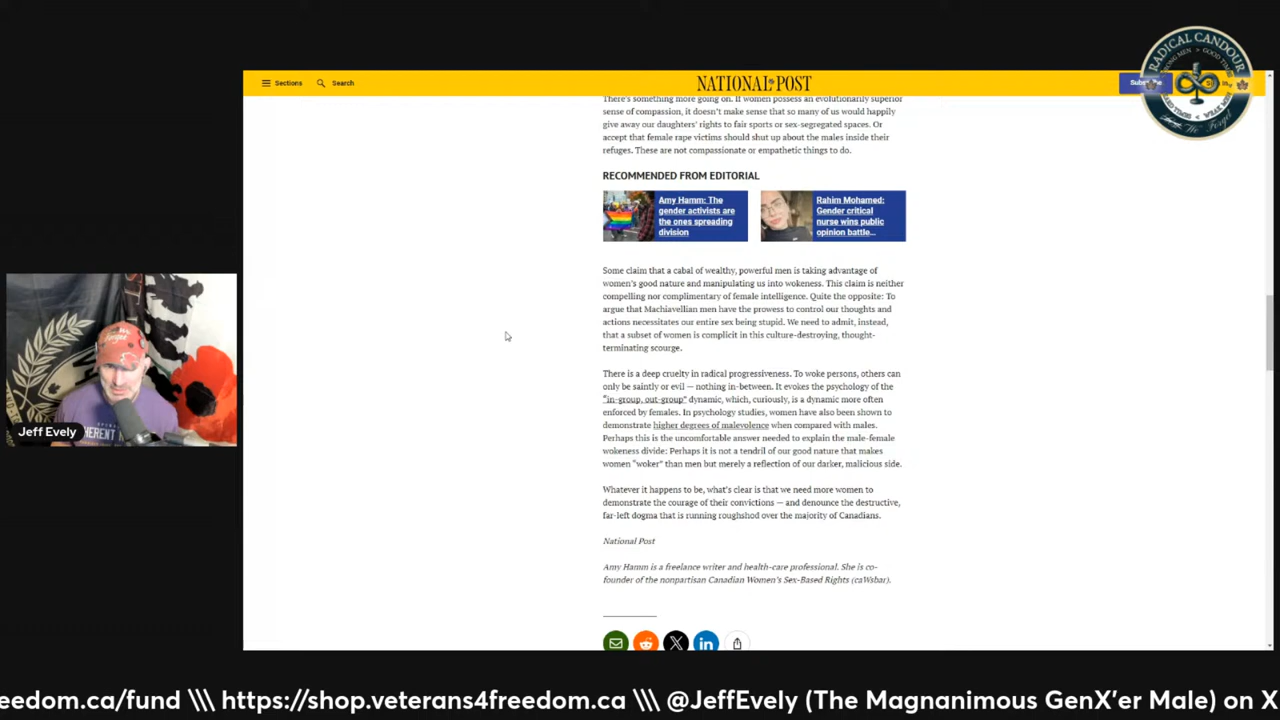 RADICAL CANDOUR
Sections
Search
NATIONAL POST
There's something more going on. If women possess an evolutionarily superior
sense of compassion, it doesn't make sense that so many of us would happily
give away our daughters' rights to fair sports or sex-segregated spaces. Or
accept that female rape victims should shut up about the males inside their
refuges. These are not compassionate or empathetic things to do.
RECOMMENDED FROM EDITORIAL
Amy Hamm: The
gender activists are
the ones spreading
division
Rahim Mohamed:
Gender critical
nurse wins public
opinion battle...
Some claim that a cabal of wealthy, powerful men is taking advantage of
women's good nature and manipulating us into wokeness. This claim is neither
compelling nor complimentary of female intelligence. Quite the opposite: To
argue that Machiavellian men have the prowess to control our thoughts and
actions necessitates our entire sex being stupid. We need to admit, instead,
that a subset of women is complicit in this culture-destroying, thought-
terminating scourge.
There is a deep cruelty in radical progressiveness. To woke persons, others can
only be saintly or evil — nothing in-between. It evokes the psychology of the
"in-group, out-group" dynamic, which, curiously, is a dynamic more often
enforced by females. In psychology studies, women have also been shown to
demonstrate higher degrees of malevolence when compared with males.
Perhaps this is the uncomfortable answer needed to explain the male-female
wokeness divide: Perhaps it is not a tendril of our good nature that makes
women "woker" than men but merely a reflection of our darker, malicious side.
Whatever it happens to be, what's clear is that we need more women to
demonstrate the courage of their convictions — and denounce the destructive,
far-left dogma that is running roughshod over the majority of Canadians.
National Post
Amy Hamm is a freelance writer and health-care professional. She is co-
founder of the nonpartisan Canadian Women's Sex-Based Rights (caWsbar).
Jeff Evely
eedom.ca/fund \\\ https://shop.veterans4freedom.ca \\\ @JeffEvely (The Magnanimous GenX'er Male) on X